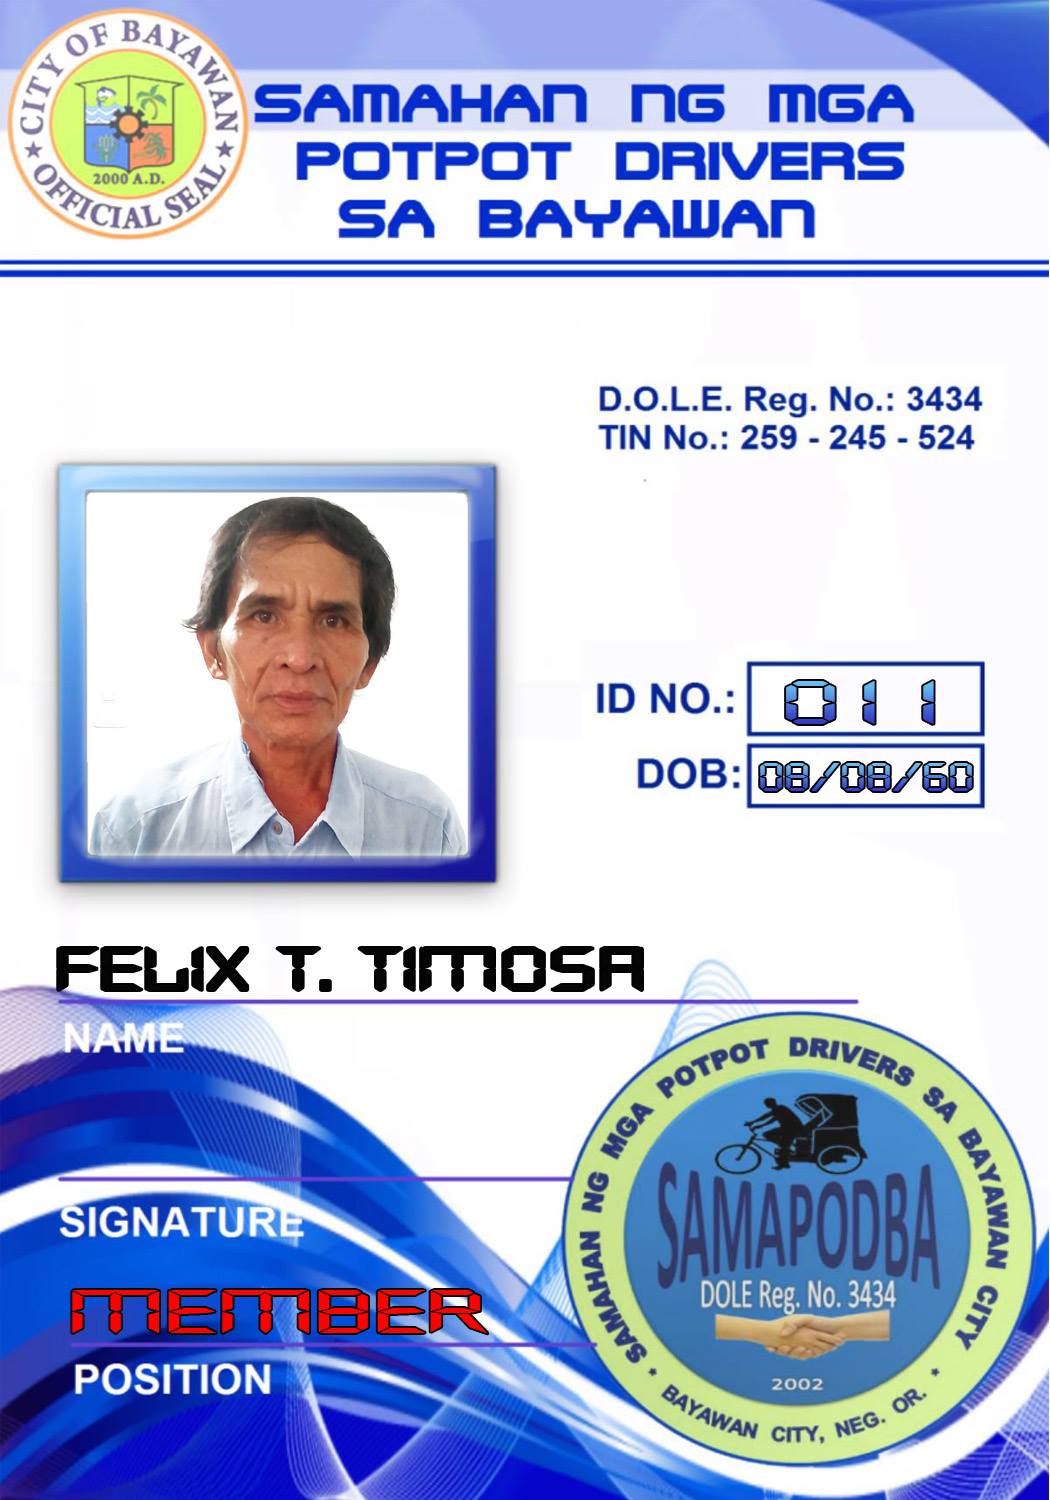 CITY OF BAYAWAN
2000 A.D.
★ OFFICIAL SEAL ★
SAMAHAN NG MGA
POTPOT DRIVERS
SA BAYAWAN
D.O.L.E. Reg. No.: 3434
TIN No.: 259 - 245 - 524
ID NO.: 011
DOB: 08/08/60
FELIX T. TIMOSA
NAME
SIGNATURE
MEMBER
POSITION
SAMAHAN NG MGA POTPOT DRIVERS SA BAYAWAN CITY
SAMAPODBA
DOLE Reg. No. 3434
2002
• BAYAWAN CITY, NEG. OR. •